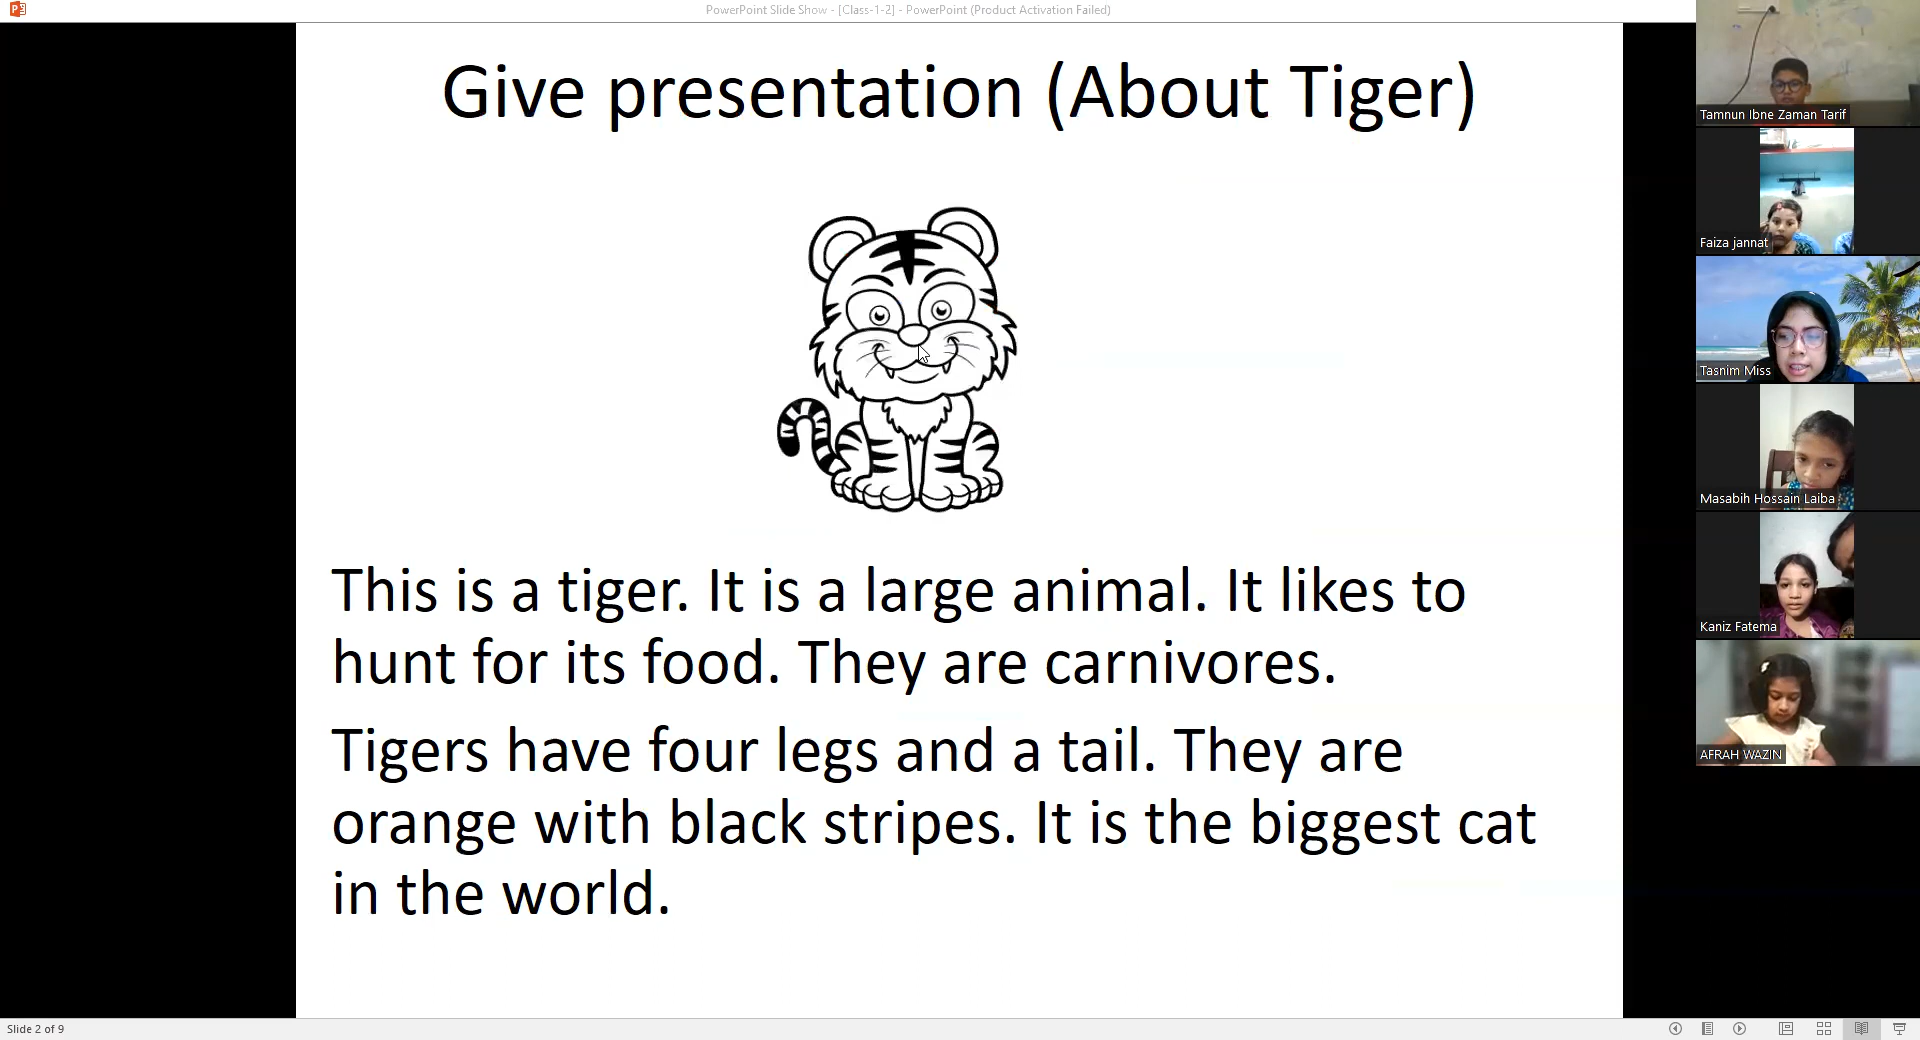 PowerPoint Slide Show - [Class-1-2] - PowerPoint (Product Activation Failed)
Give presentation (About Tiger)
This is a tiger. It is a large animal. It likes to
hunt for its food. They are carnivores.
Tigers have four legs and a tail. They are
orange with black stripes. It is the biggest cat
in the world.
Tamnun Ibne Zaman Tarif
Faiza jannat
Tasnim Miss
Masabih Hossain Laiba
Kaniz Fatema
AFRAH WAZIN
Slide 2 of 9